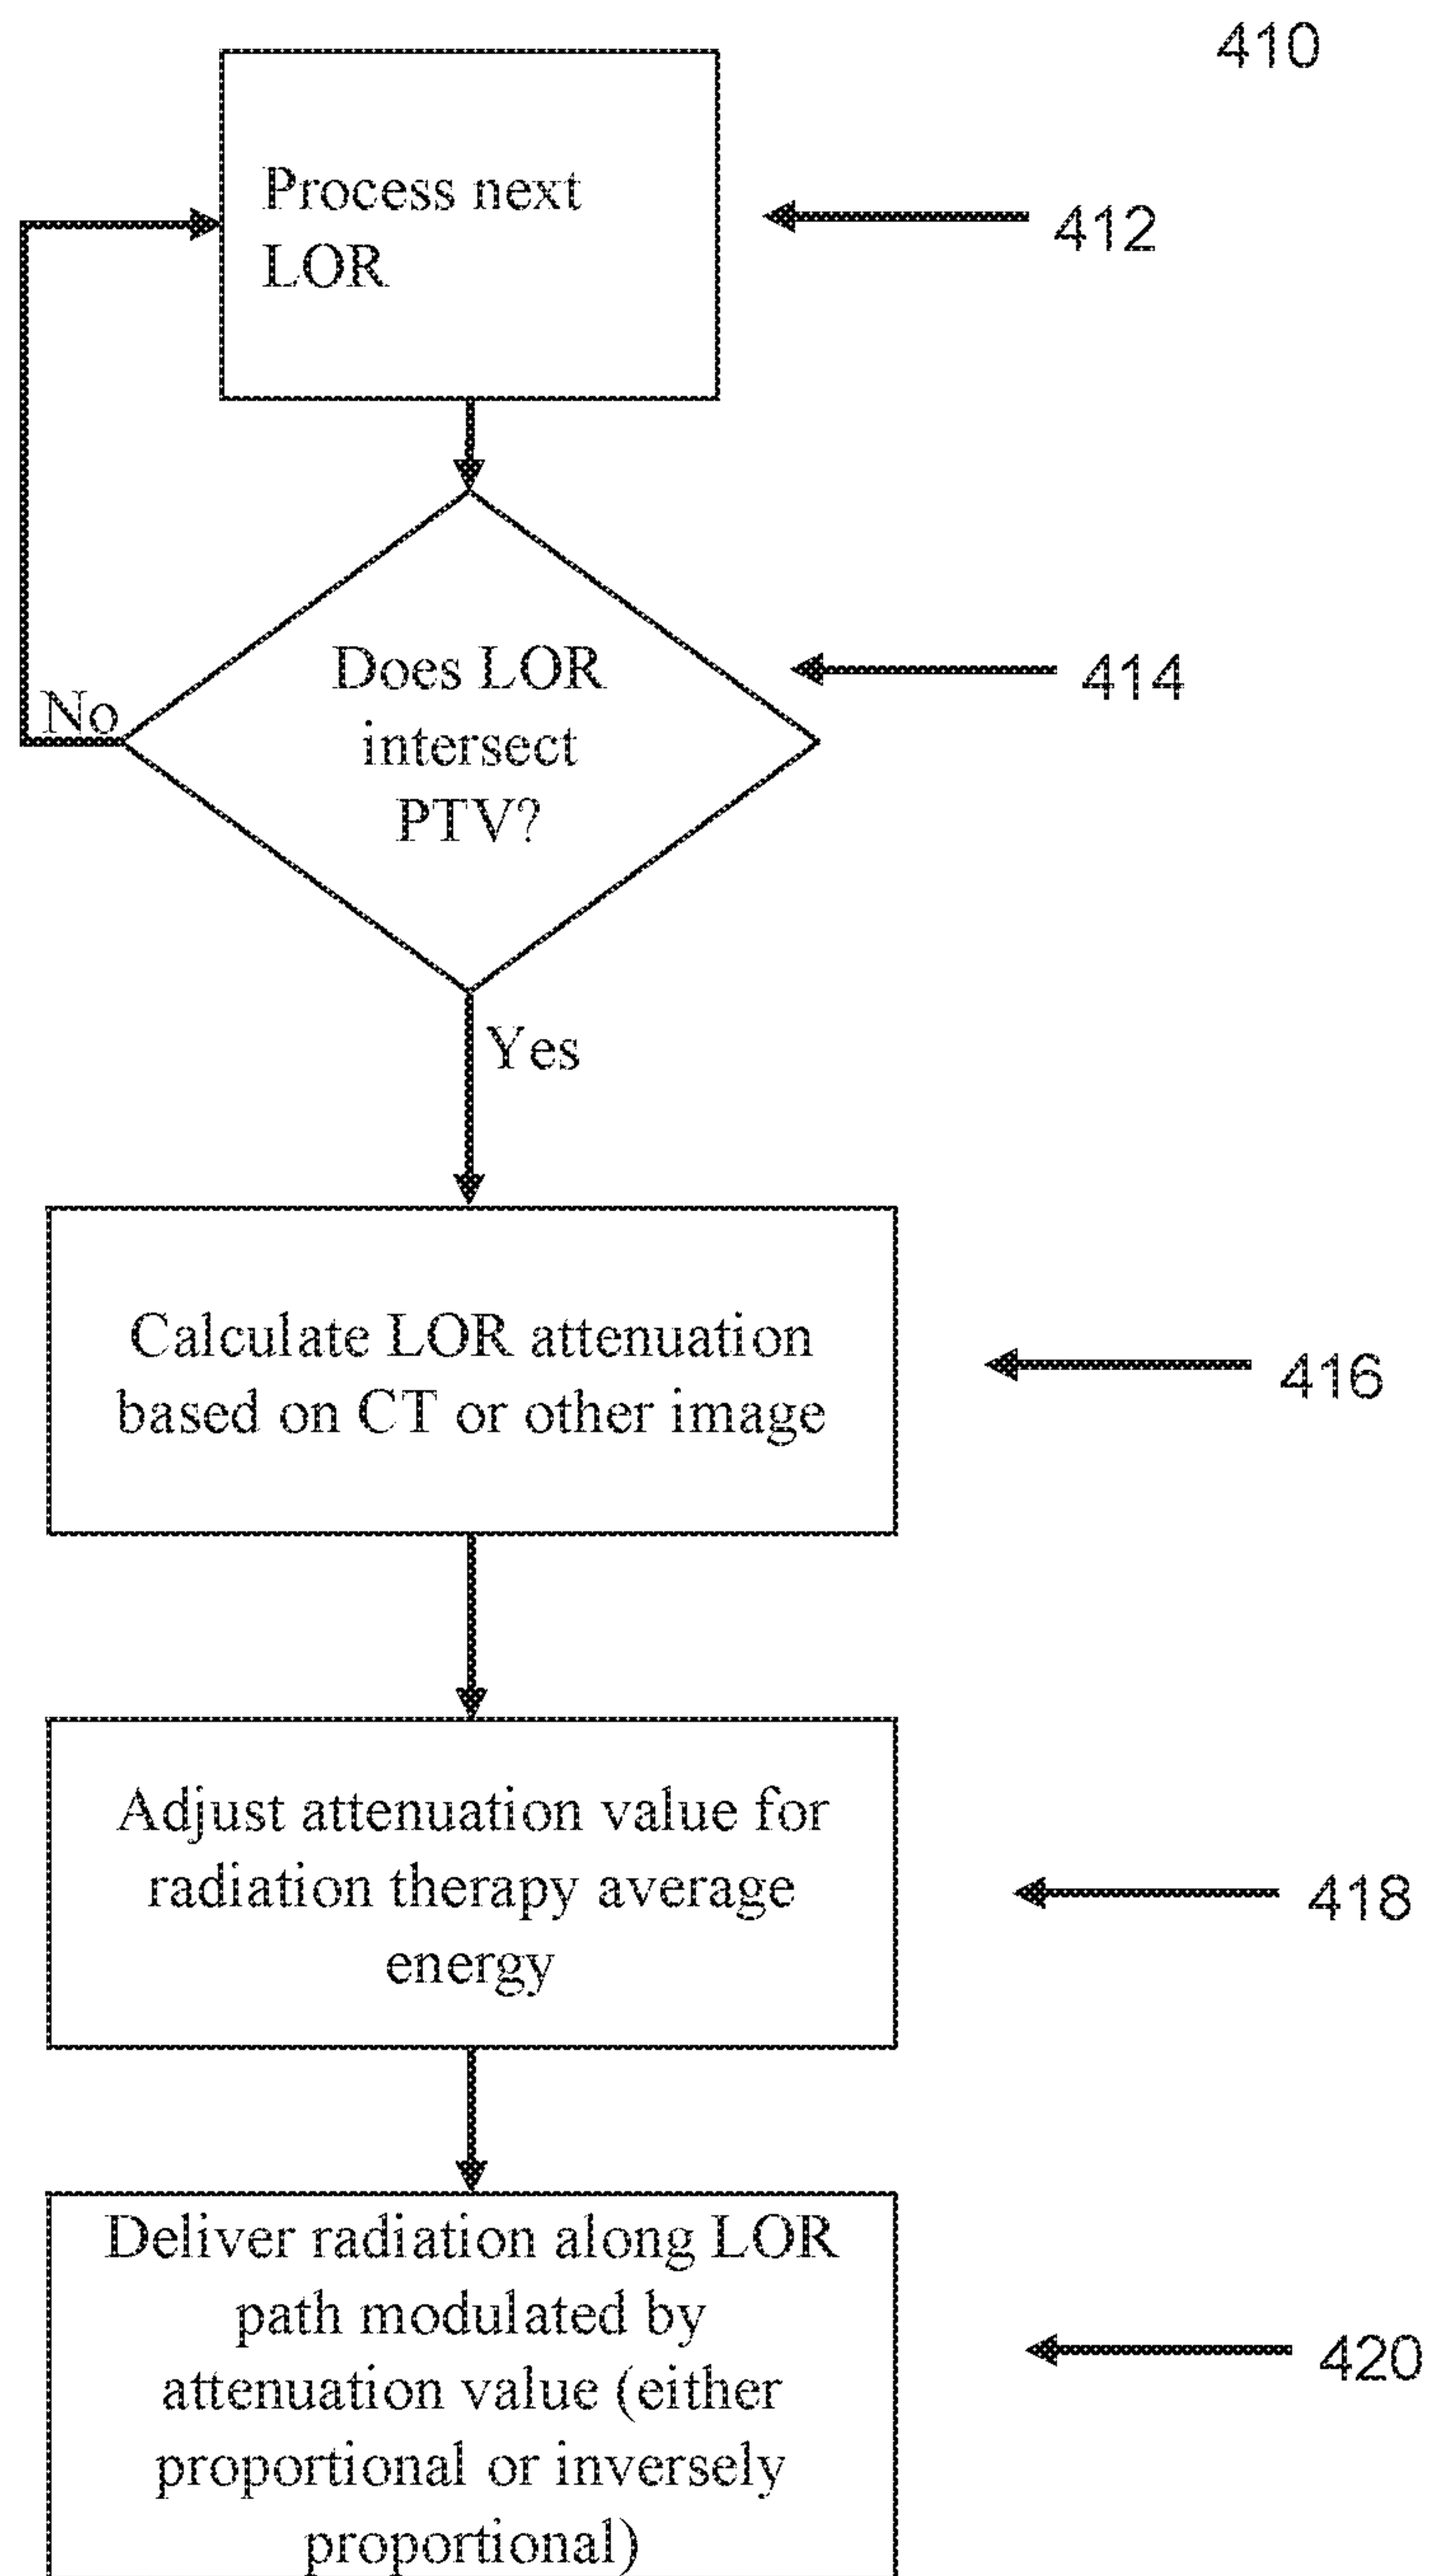 410
Process next
LOR
412
Does LOR
intersect
PTV?
414
No
Yes
Calculate LOR attenuation
based on CT or other image
416
Adjust attenuation value for
radiation therapy average
energy
418
Deliver radiation along LOR
path modulated by
attenuation value (either
proportional or inversely
proportional)
420